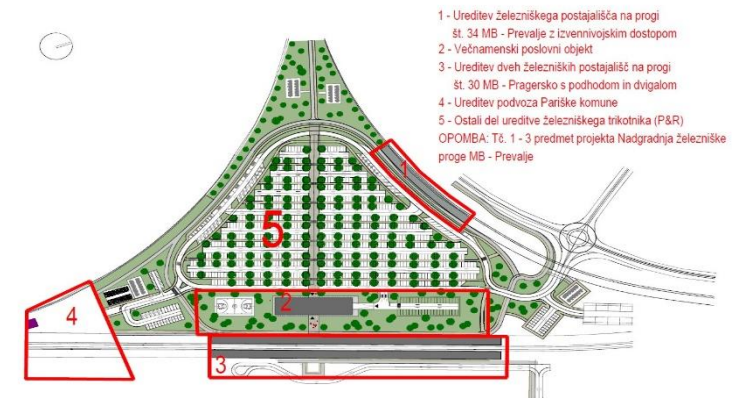 1 - Ureditev železniškega postajališča na progi
št. 34 MB - Prevalje z izvennivojskim dostopom
2 - Večnamenski poslovni objekt
3 - Ureditev dveh železniških postajališč na progi
št. 30 MB - Pragersko s podhodom in dvigalom
4 - Ureditev podvoza Pariške komune
5 - Ostali del ureditve železniškega trikotnika (P&R)
OPOMBA: Tč. 1 - 3 predmet projekta Nadgradnja železniške
proge MB - Prevalje
1
5
2
4
3